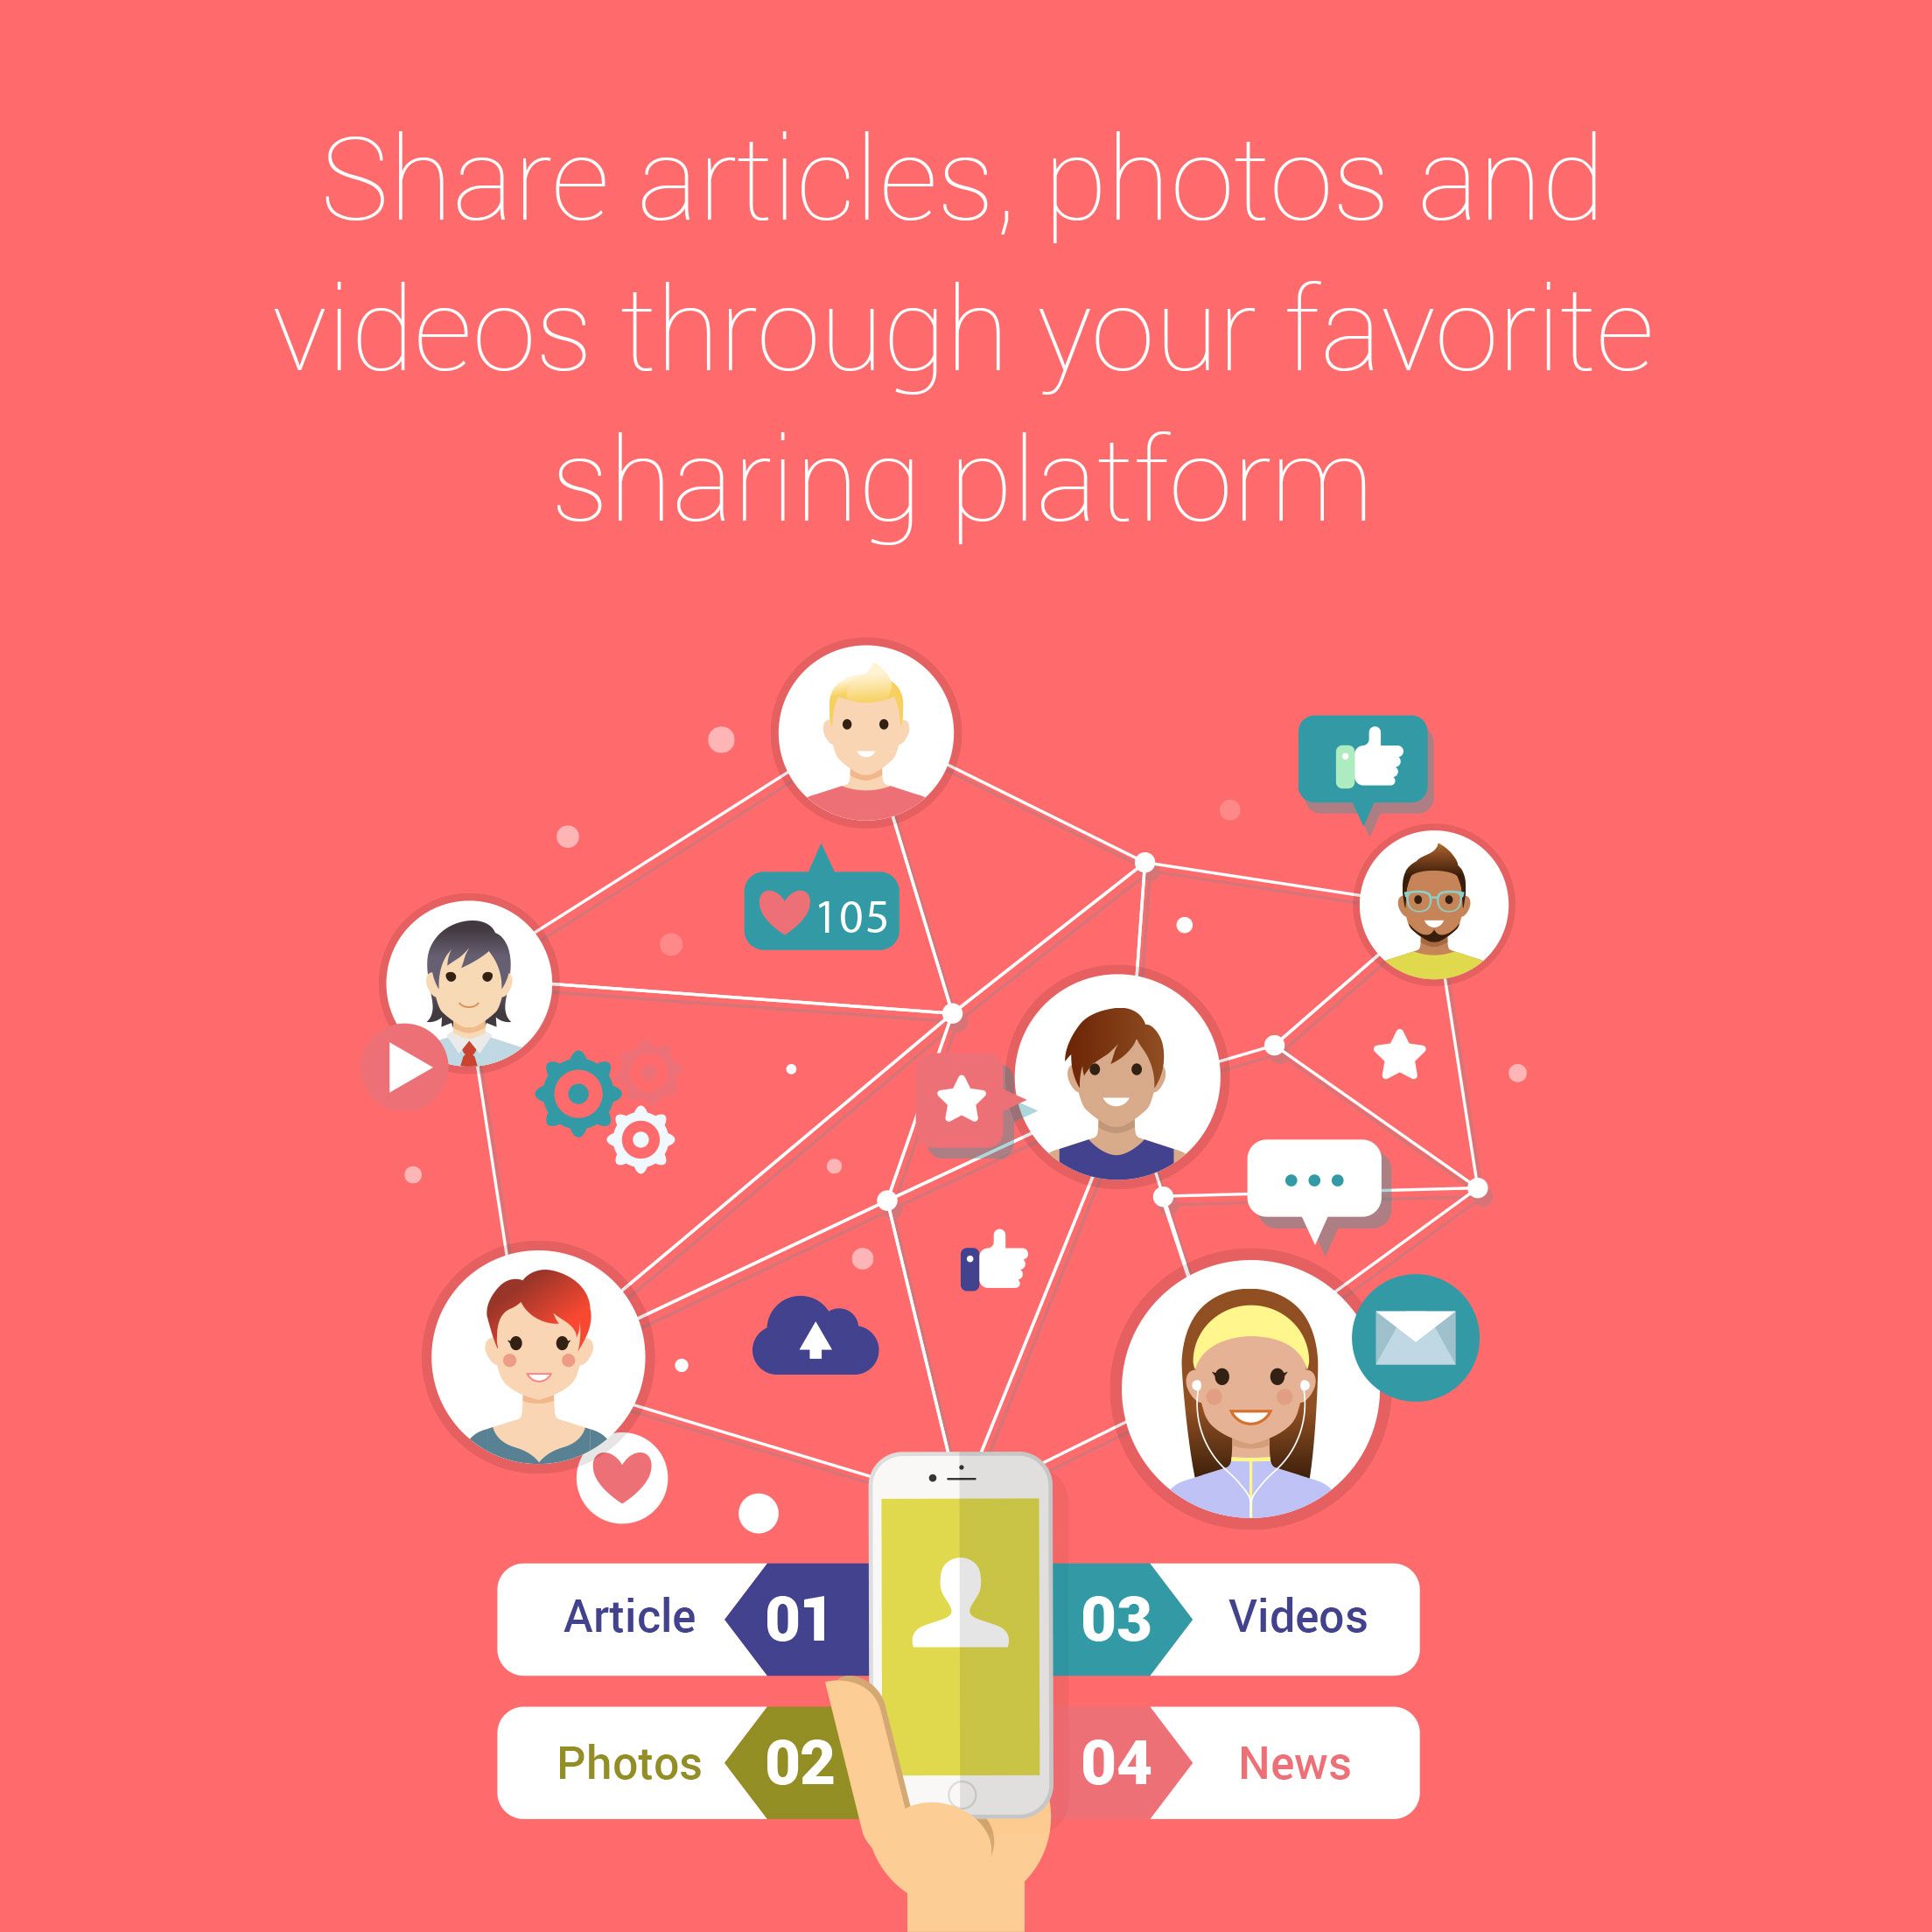 Share articles, photos and
videos through your favorite
sharing platform
105
Article 01
03 Videos
Photos 02
04 News